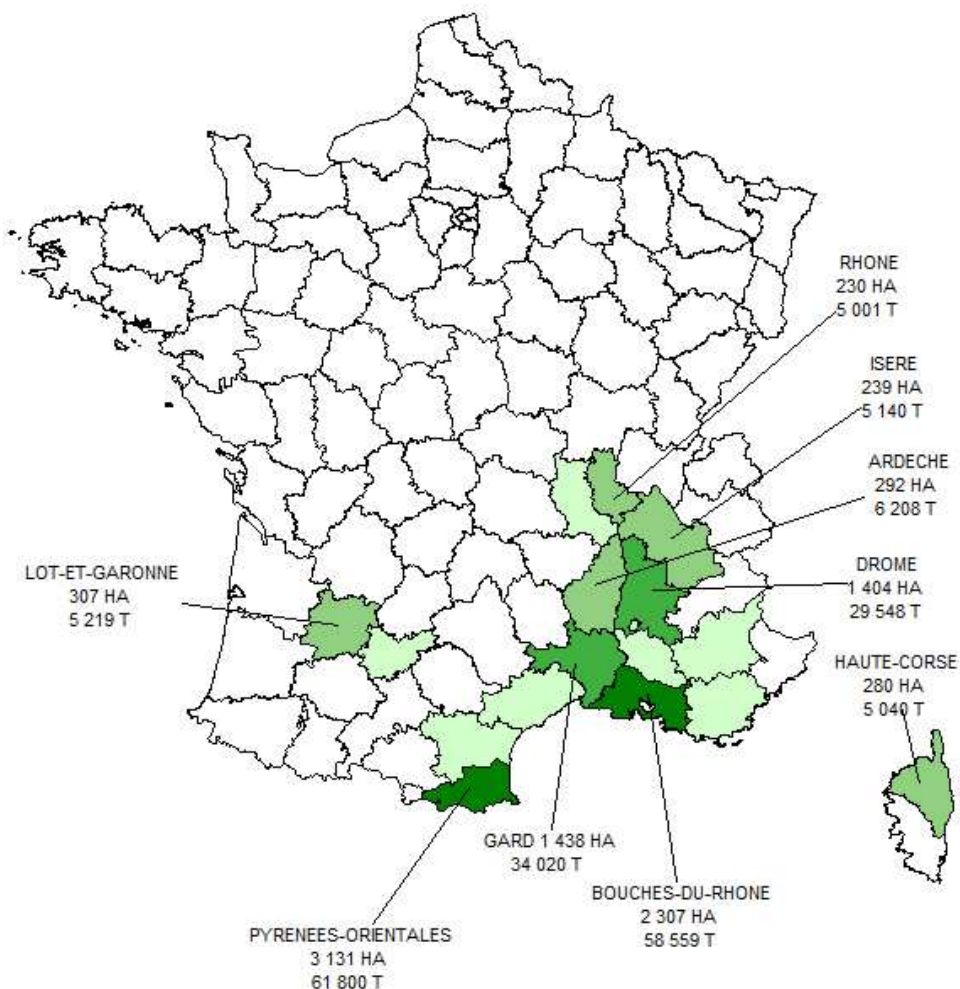 RHONE
230 HA
5 001 T
ISERE
239 HA
5 140 T
ARDECHE
292 HA
6 208 T
LOT-ET-GARONNE
307 HA
5 219 T
DROME
1 404 HA
29 548 T
HAUTE-CORSE
280 HA
5 040 T
GARD 1 438 HA
34 020 T
BOUCHES-DU-RHONE
2 307 HA
58 559 T
PYRENEES-ORIENTALES
3 131 HA
61 800 T